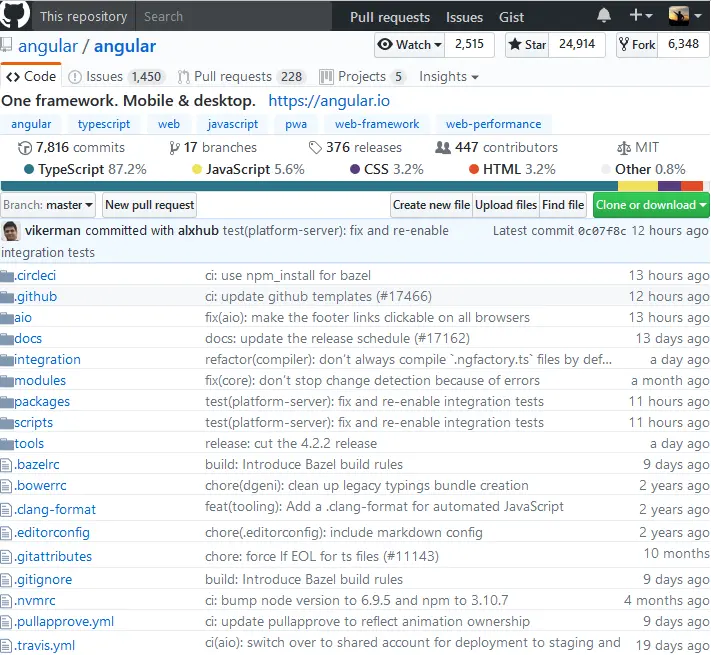 This repository Search Pull requests Issues Gist
angular / angular Watch 2,515 Star 24,914 Fork 6,348
Code Issues 1,450 Pull requests 228 Projects 5 Insights
One framework. Mobile & desktop. https://angular.io
angular typescript web javascript pwa web-framework web-performance
7,816 commits 17 branches 376 releases 447 contributors MIT
TypeScript 87.2% JavaScript 5.6% CSS 3.2% HTML 3.2% Other 0.8%
Branch: master New pull request Create new file Upload files Find file Clone or download
vikerman committed with alxhub test(platform-server): fix and re-enable Latest commit 0c07f8c 12 hours ago
integration tests
.circleci ci: use npm_install for bazel 13 hours ago
.github ci: update github templates (#17466) 12 hours ago
aio fix(aio): make the footer links clickable on all browsers 13 hours ago
docs docs: update the release schedule (#17162) 13 days ago
integration refactor(compiler): don't always compile `.ngfactory.ts` files by def... a day ago
modules fix(core): don't stop change detection because of errors a month ago
packages test(platform-server): fix and re-enable integration tests 11 hours ago
scripts test(platform-server): fix and re-enable integration tests 11 hours ago
tools release: cut the 4.2.2 release a day ago
.bazelrc build: Introduce Bazel build rules 9 days ago
.bowerrc chore(dgeni): clean up legacy typings bundle creation 2 years ago
.clang-format feat(tooling): Add a .clang-format for automated JavaScript 2 years ago
.editorconfig chore(.editorconfig): include markdown config 2 years ago
.gitattributes chore: force lf EOL for ts files (#11143) 10 months
.gitignore build: Introduce Bazel build rules 9 days ago
.nvmrc ci: bump node version to 6.9.5 and npm to 3.10.7 4 months ago
.pullapprove.yml ci: update pullapprove to reflect animation ownership 9 days ago
.travis.yml ci(aio): switch over to shared account for deployment to staging and 19 days ago